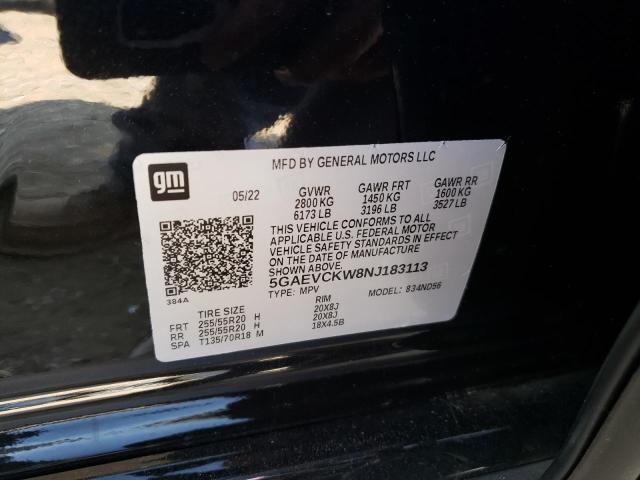 MFD BY GENERAL MOTORS LLC
gm
05/22 GVWR GAWR FRT GAWR RR
2800 KG 1450 KG 1600 KG
6173 LB 3196 LB 3527 LB
THIS VEHICLE CONFORMS TO ALL
APPLICABLE U.S. FEDERAL MOTOR
VEHICLE SAFETY STANDARDS IN EFFECT
ON THE DATE OF MANUFACTURE
SHOWN ABOVE.
5GAEVCKW8NJ183113
384A
TYPE: MPV MODEL: 834ND56
TIRE SIZE RIM
FRT 255/55R20 H 20X8J
RR 255/55R20 H 20X8J
SPA T135/70R18 M 18X4.5B